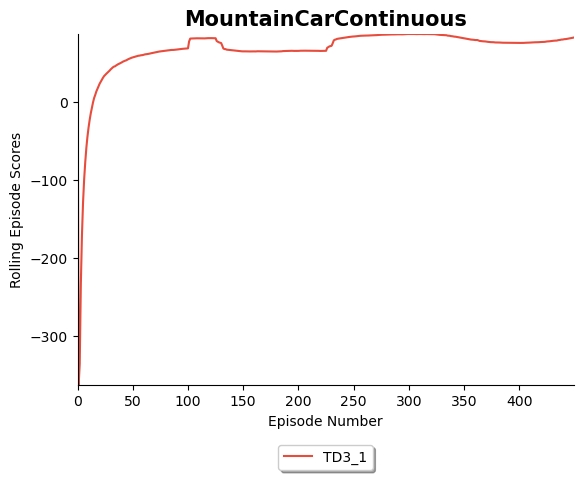 MountainCarContinuous
Rolling Episode Scores
0
−100
−200
−300
0 50 100 150 200 250 300 350 400
Episode Number
TD3_1